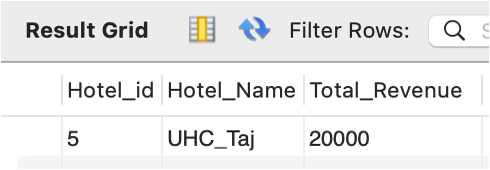 Result Grid Filter Rows: S
Hotel_id Hotel_Name Total_Revenue
5 UHC_Taj 20000